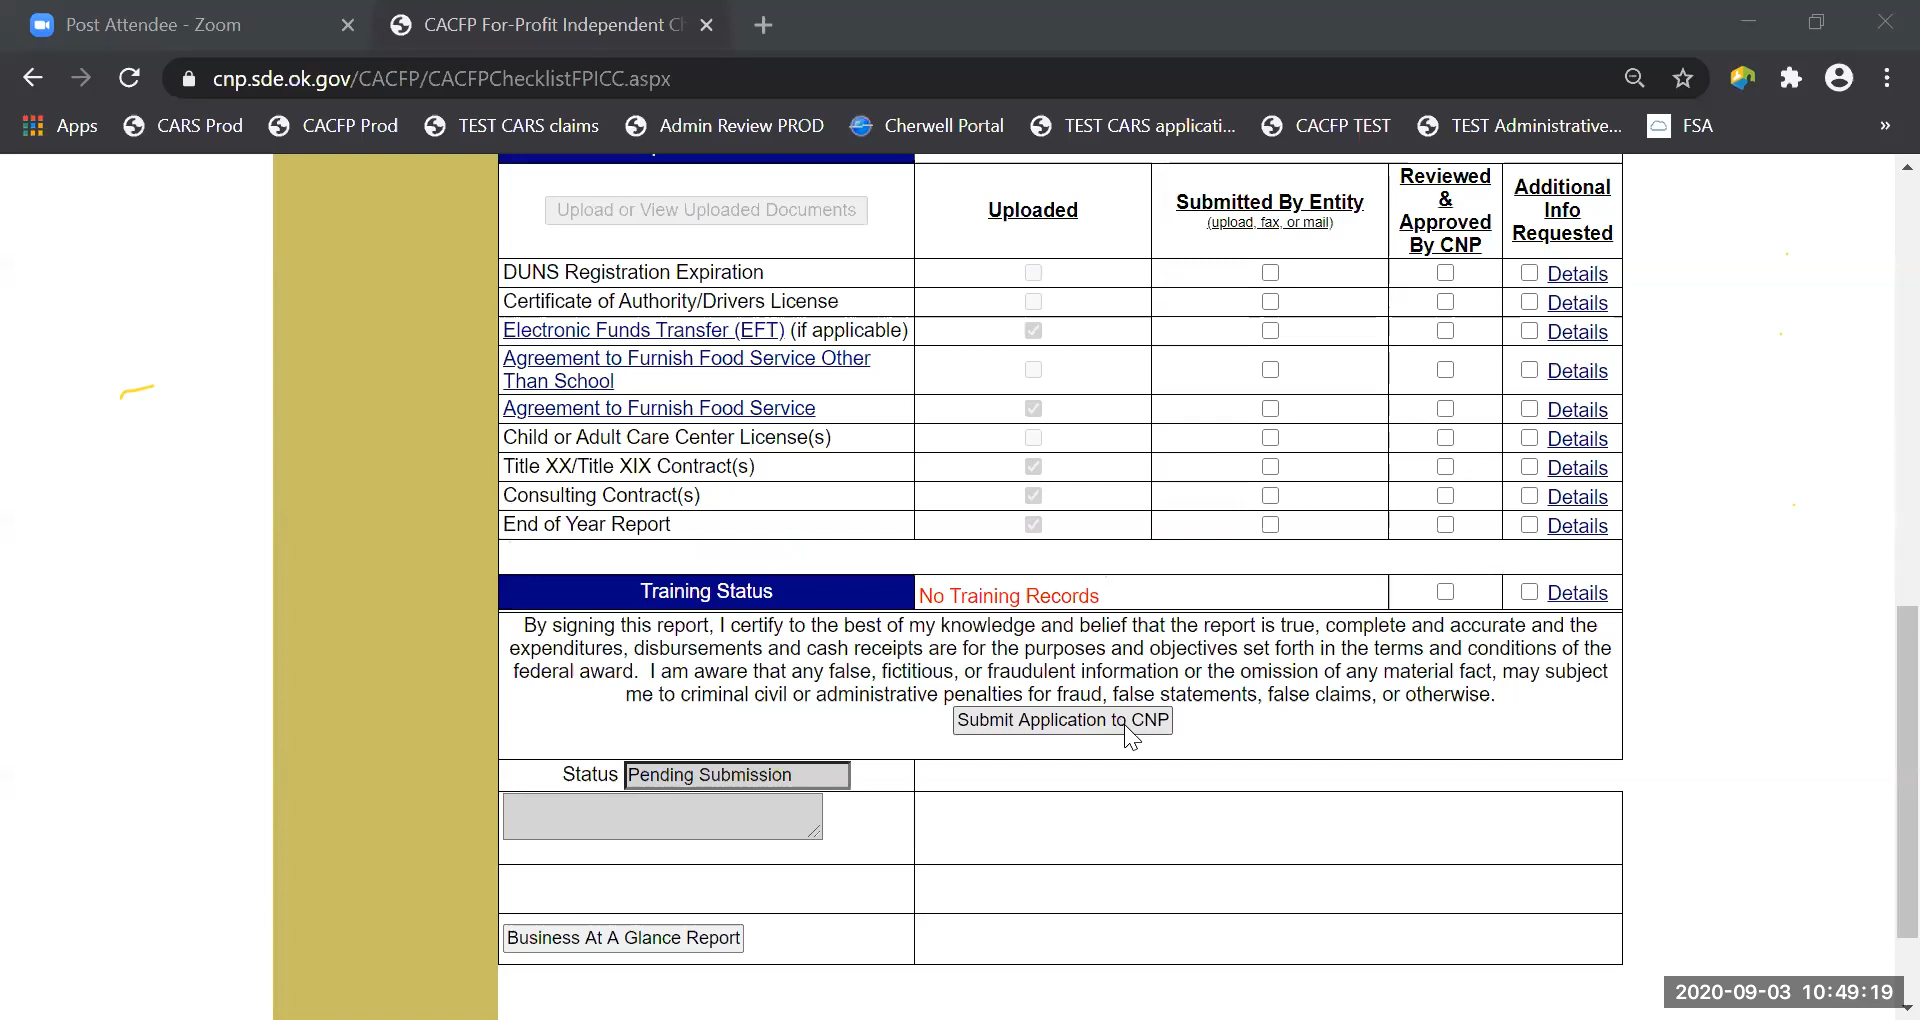 Post Attendee - Zoom
CACFP For-Profit Independent Cl
cnp.sde.ok.gov/CACFP/CACFPChecklistFPICC.aspx
Apps CARS Prod CACFP Prod TEST CARS claims Admin Review PROD Cherwell Portal TEST CARS applicati... CACFP TEST TEST Administrative... FSA »
Upload or View Uploaded Documents
Uploaded
Submitted By Entity
(upload, fax, or mail)
Reviewed
&
Approved
By CNP
Additional
Info
Requested
DUNS Registration Expiration Details
Certificate of Authority/Drivers License Details
Electronic Funds Transfer (EFT) (if applicable) Details
Agreement to Furnish Food Service Other
Than School Details
Agreement to Furnish Food Service Details
Child or Adult Care Center License(s) Details
Title XX/Title XIX Contract(s) Details
Consulting Contract(s) Details
End of Year Report Details
Training Status No Training Records Details
By signing this report, I certify to the best of my knowledge and belief that the report is true, complete and accurate and the
expenditures, disbursements and cash receipts are for the purposes and objectives set forth in the terms and conditions of the
federal award. I am aware that any false, fictitious, or fraudulent information or the omission of any material fact, may subject
me to criminal civil or administrative penalties for fraud, false statements, false claims, or otherwise.
Submit Application to CNP
Status Pending Submission
Business At A Glance Report
2020-09-03 10:49:19